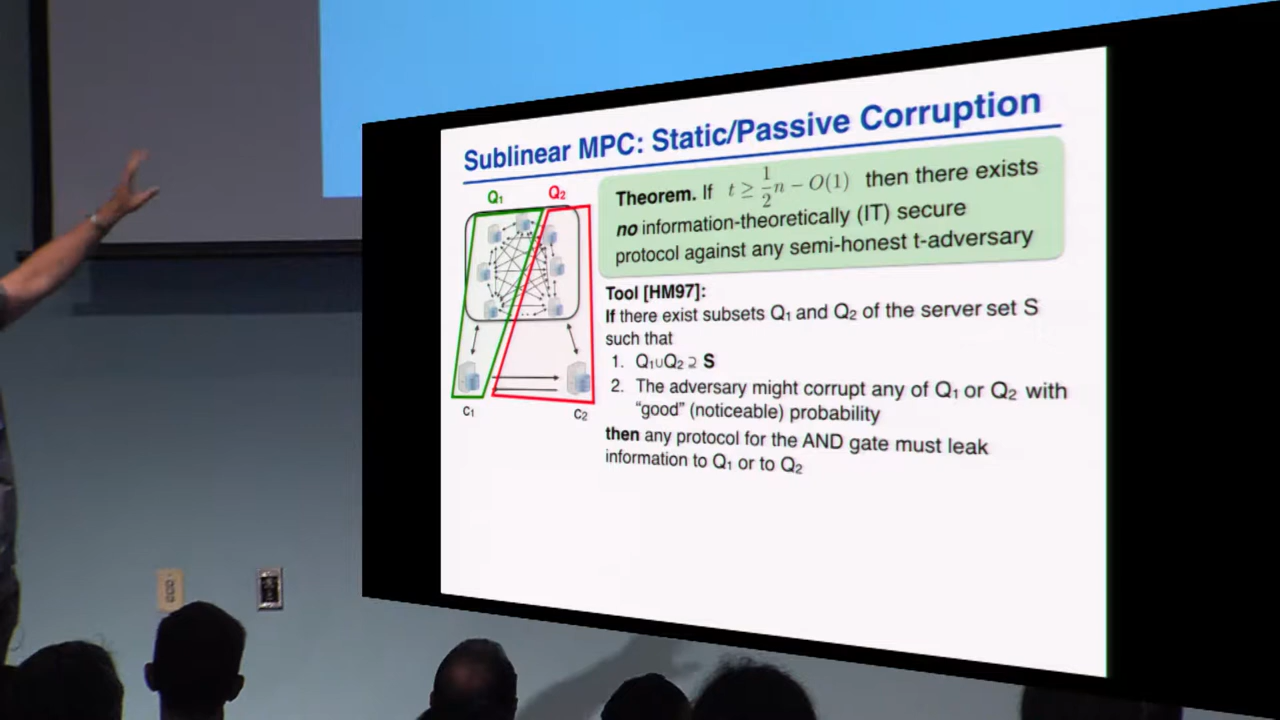 Sublinear MPC: Static/Passive Corruption
Q₁ Q₂
Theorem. If t ≥ 1/2 n − O(1) then there exists
no information-theoretically (IT) secure
protocol against any semi-honest t-adversary
Tool [HM97]:
If there exist subsets Q₁ and Q₂ of the server set S
such that
1. Q₁∪Q₂ ⊇ S
2. The adversary might corrupt any of Q₁ or Q₂ with
“good” (noticeable) probability
then any protocol for the AND gate must leak
information to Q₁ or to Q₂
C₁ C₂